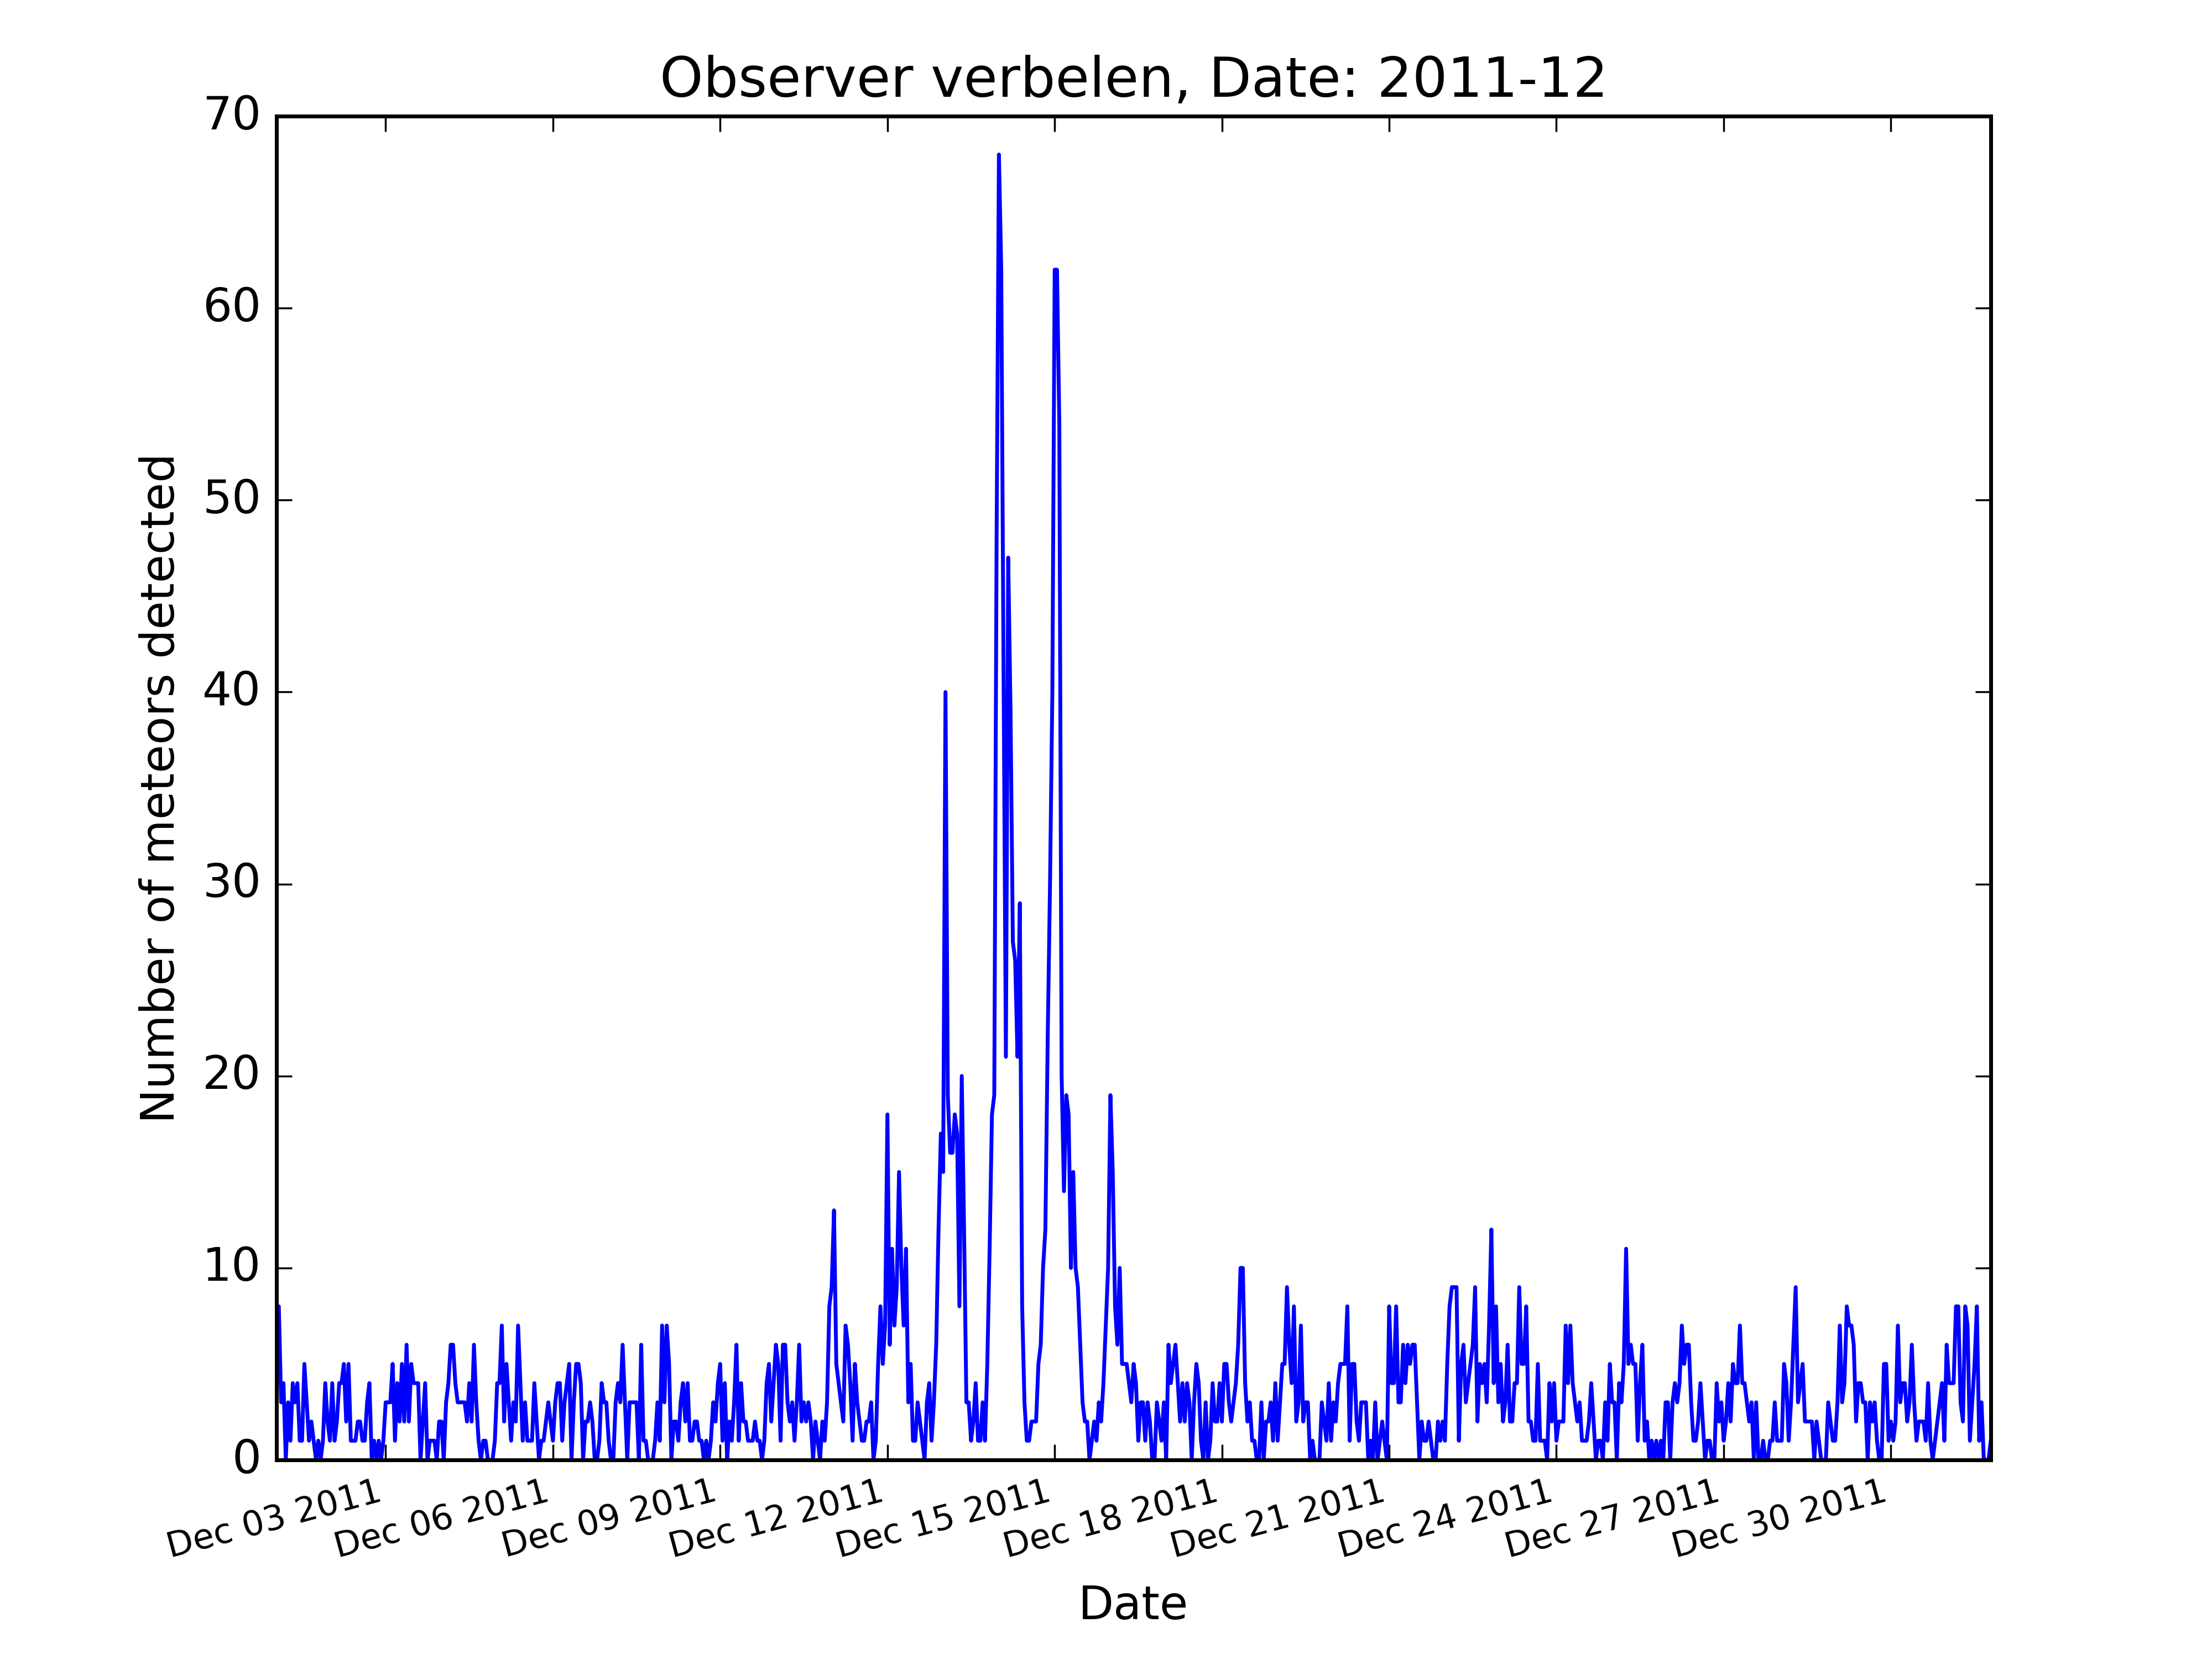 Observer verbelen, Date: 2011-12
70
60
50
40
30
20
10
0
Number of meteors detected
Dec 03 2011
Dec 06 2011
Dec 09 2011
Dec 12 2011
Dec 15 2011
Dec 18 2011
Dec 21 2011
Dec 24 2011
Dec 27 2011
Dec 30 2011
Date